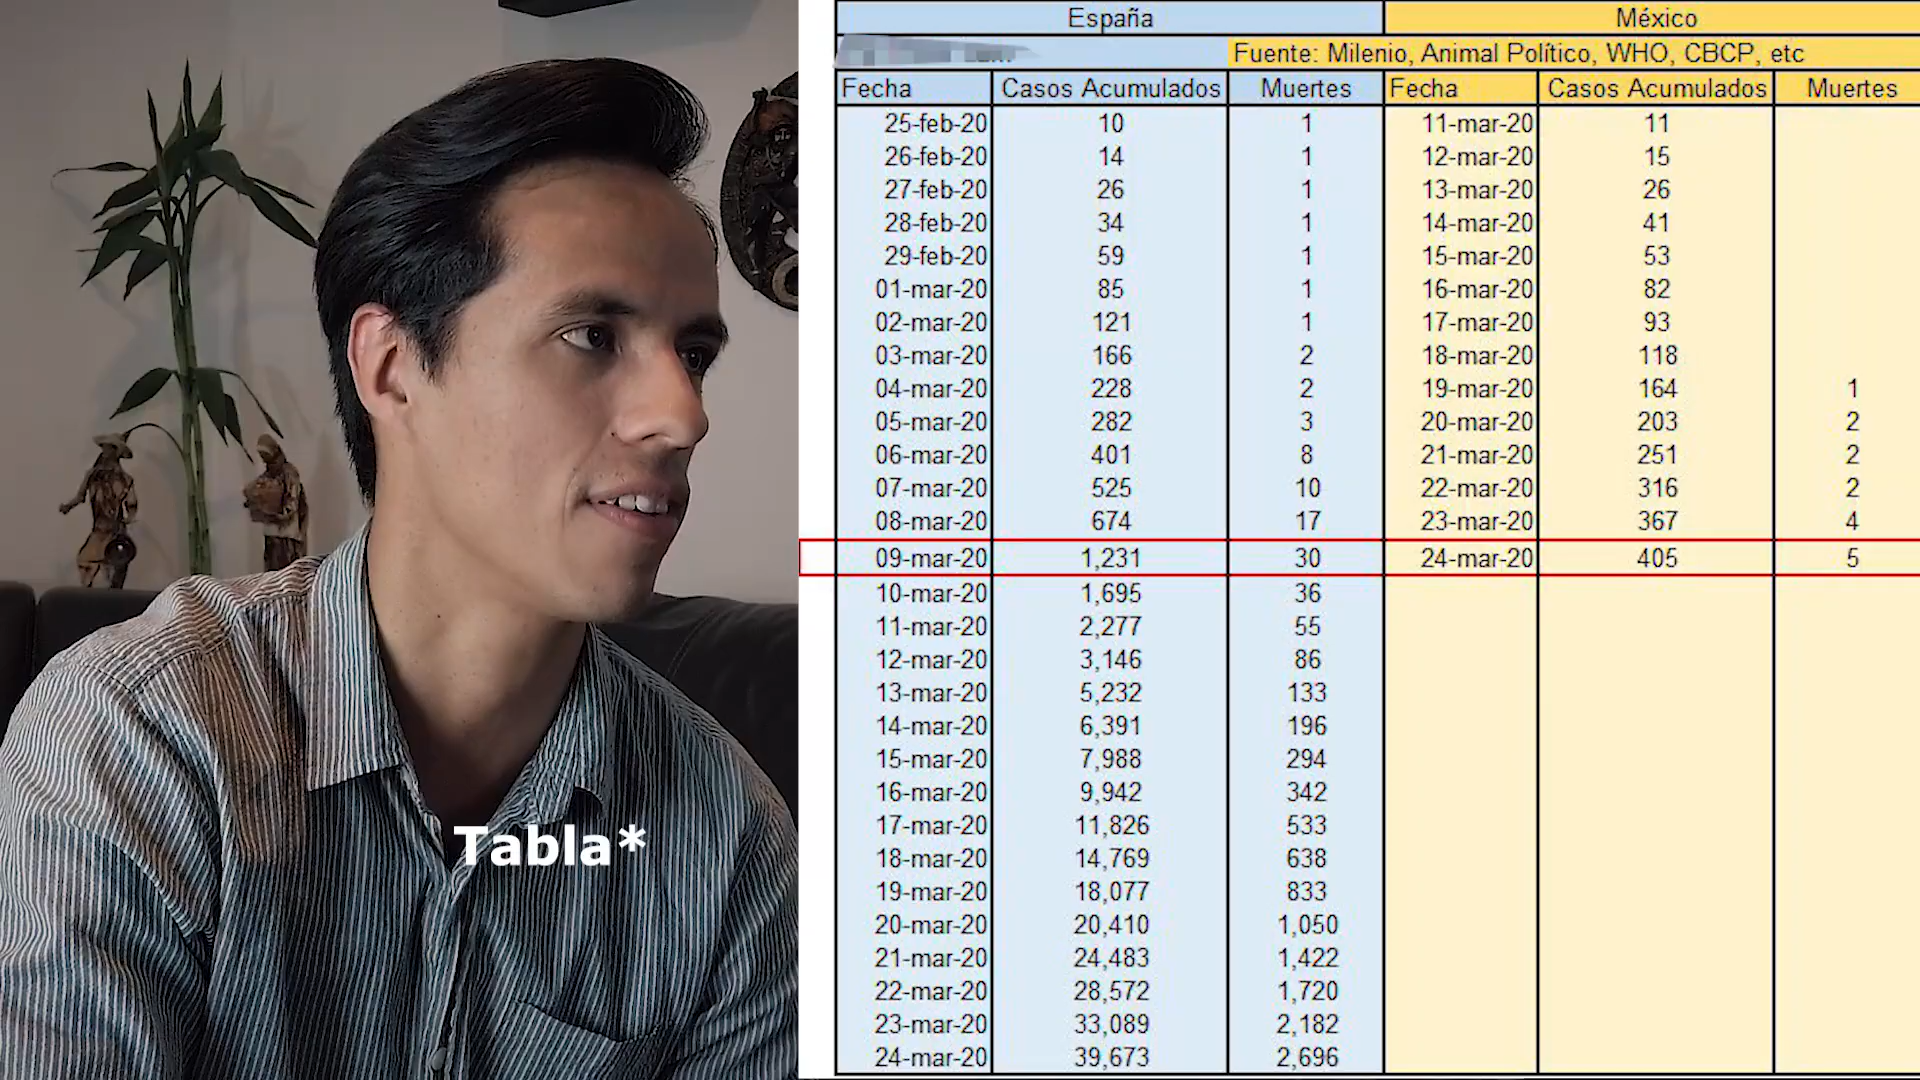 España México
Fuente: Milenio, Animal Político, WHO, CBCP, etc
Fecha Casos Acumulados Muertes Fecha Casos Acumulados Muertes
25-feb-20 10 1 11-mar-20 11
26-feb-20 14 1 12-mar-20 15
27-feb-20 26 1 13-mar-20 26
28-feb-20 34 1 14-mar-20 41
29-feb-20 59 1 15-mar-20 53
01-mar-20 85 1 16-mar-20 82
02-mar-20 121 1 17-mar-20 93
03-mar-20 166 2 18-mar-20 118
04-mar-20 228 2 19-mar-20 164 1
05-mar-20 282 3 20-mar-20 203 2
06-mar-20 401 8 21-mar-20 251 2
07-mar-20 525 10 22-mar-20 316 2
08-mar-20 674 17 23-mar-20 367 4
09-mar-20 1,231 30 24-mar-20 405 5
10-mar-20 1,695 36
11-mar-20 2,277 55
12-mar-20 3,146 86
13-mar-20 5,232 133
14-mar-20 6,391 196
15-mar-20 7,988 294
16-mar-20 9,942 342
17-mar-20 11,826 533
18-mar-20 14,769 638
19-mar-20 18,077 833
20-mar-20 20,410 1,050
21-mar-20 24,483 1,422
22-mar-20 28,572 1,720
23-mar-20 33,089 2,182
24-mar-20 39,673 2,696
Tabla*